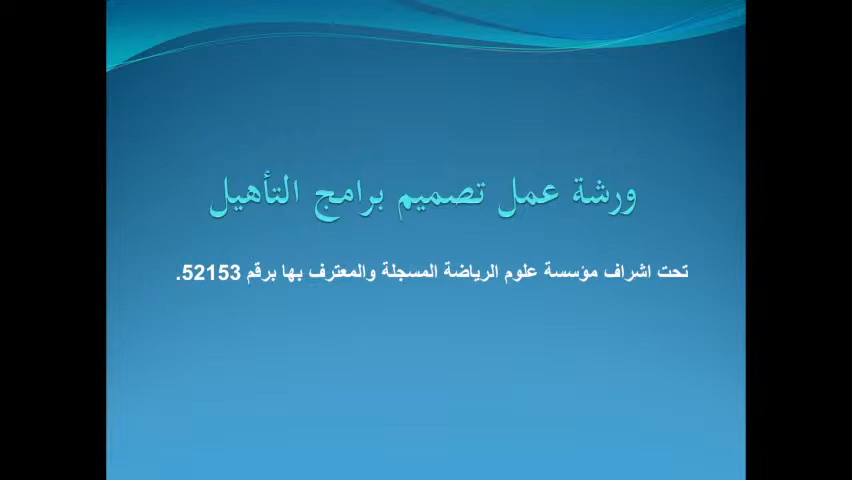 ورشة عمل تصميم برامج التأهيل
تحت اشراف مؤسسة علوم الرياضة المسجلة والمعترف بها برقم 52153.